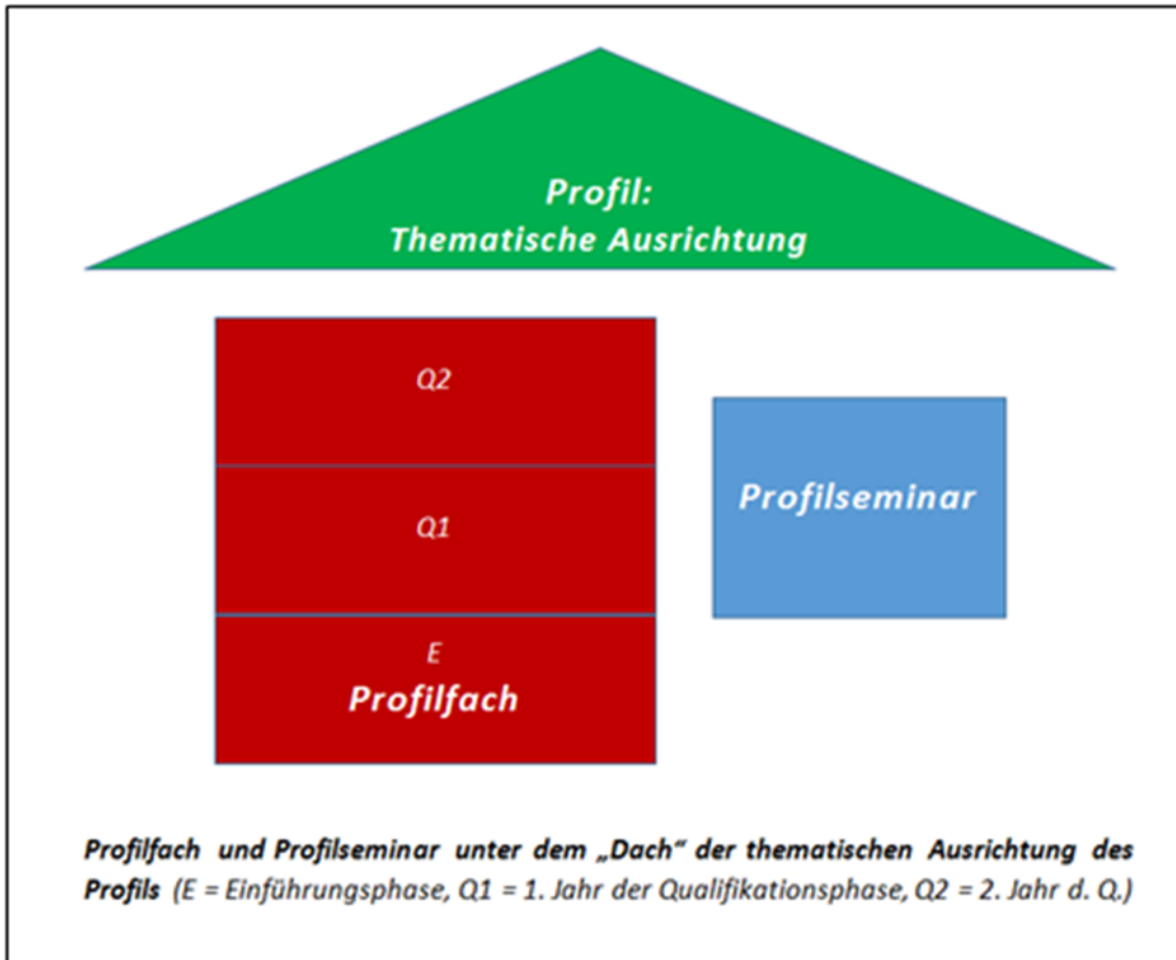 Profil:
Thematische Ausrichtung
Q2
Q1
E
Profilfach
Profilseminar
Profilfach und Profilseminar unter dem „Dach“ der thematischen Ausrichtung des
Profils (E = Einführungsphase, Q1 = 1. Jahr der Qualifikationsphase, Q2 = 2. Jahr d. Q.)